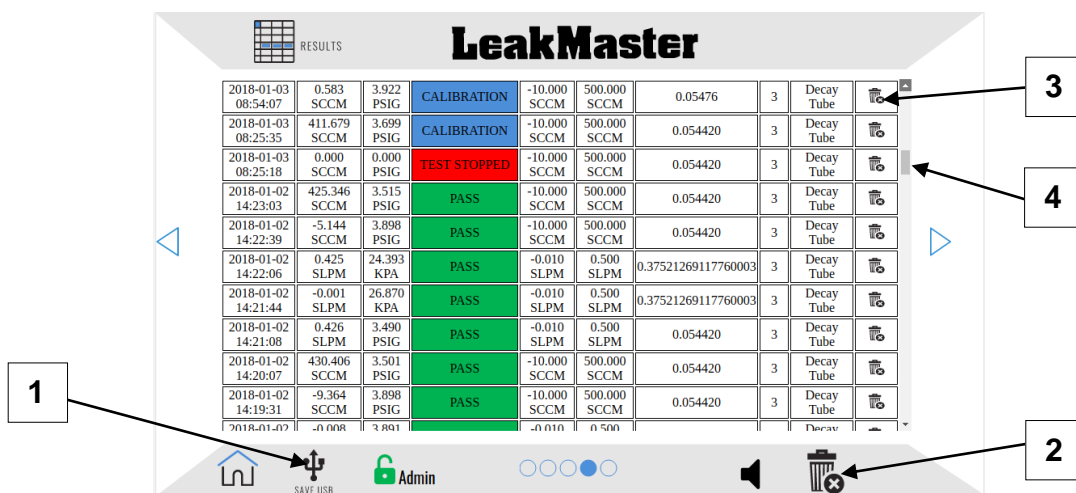 RESULTS
LeakMaster
2018-01-03 08:54:07 0.583 SCCM 3.922 PSIG CALIBRATION -10.000 SCCM 500.000 SCCM 0.05476 3 Decay Tube
2018-01-03 08:25:35 411.679 SCCM 3.699 PSIG CALIBRATION -10.000 SCCM 500.000 SCCM 0.054420 3 Decay Tube
2018-01-03 08:25:18 0.000 SCCM 0.000 PSIG TEST STOPPED -10.000 SCCM 500.000 SCCM 0.054420 3 Decay Tube
2018-01-02 14:23:03 425.346 SCCM 3.515 PSIG PASS -10.000 SCCM 500.000 SCCM 0.054420 3 Decay Tube
2018-01-02 14:22:39 -5.144 SCCM 3.898 PSIG PASS -10.000 SCCM 500.000 SCCM 0.054420 3 Decay Tube
2018-01-02 14:22:06 0.425 SLPM 24.393 KPA PASS -0.010 SLPM 0.500 SLPM 0.37521269117760003 3 Decay Tube
2018-01-02 14:21:44 -0.001 SLPM 26.870 KPA PASS -0.010 SLPM 0.500 SLPM 0.37521269117760003 3 Decay Tube
2018-01-02 14:21:08 0.426 SLPM 3.490 PSIG PASS -0.010 SLPM 0.500 SLPM 0.054420 3 Decay Tube
2018-01-02 14:20:07 430.406 SCCM 3.501 PSIG PASS -10.000 SCCM 500.000 SCCM 0.054420 3 Decay Tube
2018-01-02 14:19:31 -9.364 SCCM 3.898 PSIG PASS -10.000 SCCM 500.000 SCCM 0.054420 3 Decay Tube
2018-01-02 -0.008 3.891 -0.010 0.500 Decay
SAVE USB
Admin
1
2
3
4